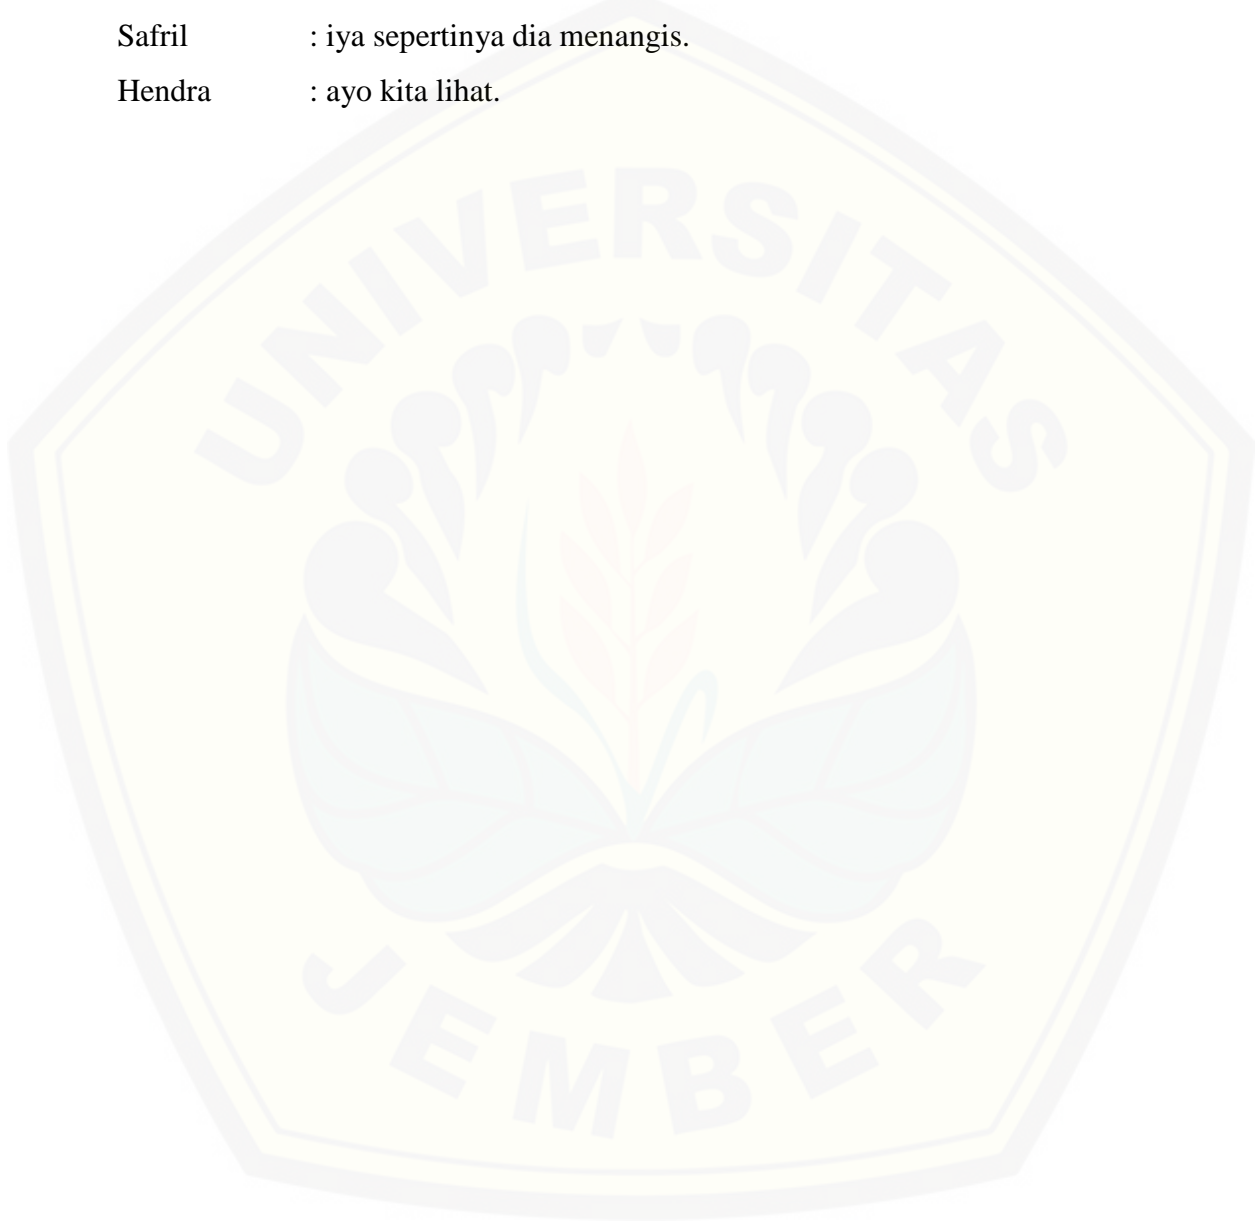 Safril : iya sepertinya dia menangis.
Hendra : ayo kita lihat.
UNIVERSITAS
JEMBER